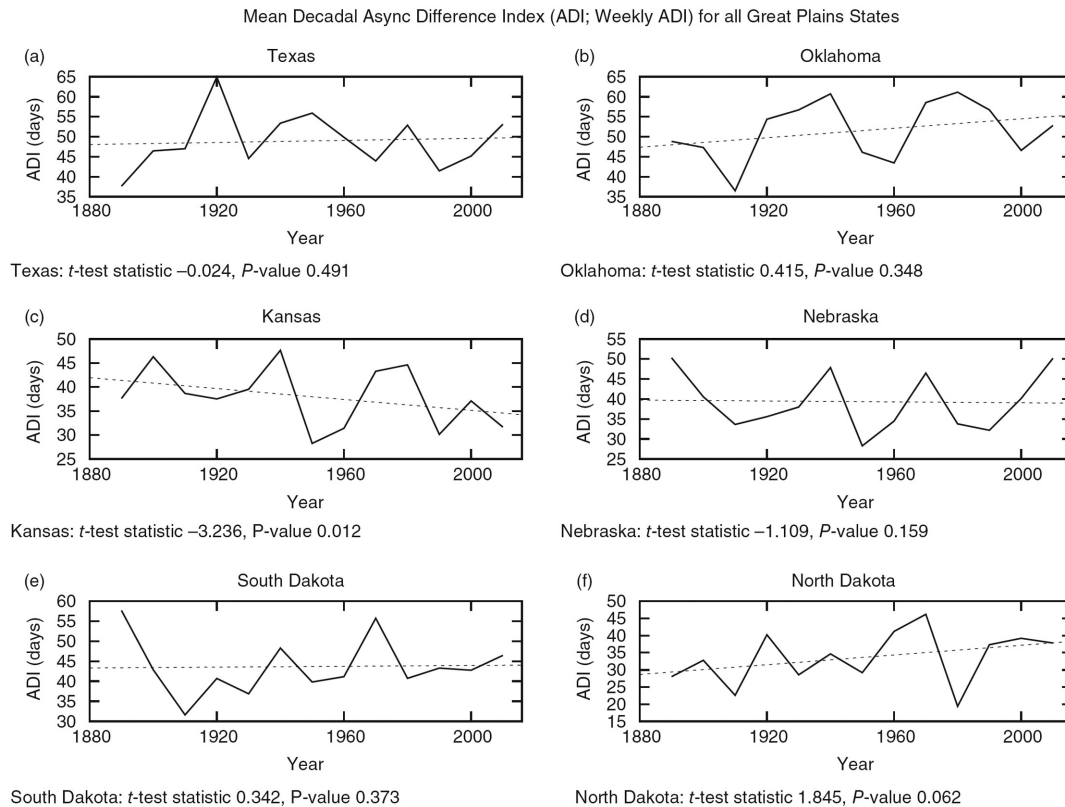 Mean Decadal Async Difference Index (ADI; Weekly ADI) for all Great Plains States
(a)
Texas
65
60
55
50
45
40
35
ADI (days)
1880
1920
1960
2000
Year
Texas: t-test statistic –0.024, P-value 0.491
(b)
Oklahoma
65
60
55
50
45
40
35
ADI (days)
1880
1920
1960
2000
Year
Oklahoma: t-test statistic 0.415, P-value 0.348
(c)
Kansas
50
45
40
35
30
25
ADI (days)
1880
1920
1960
2000
Year
Kansas: t-test statistic –3.236, P-value 0.012
(d)
Nebraska
55
50
45
40
35
30
25
ADI (days)
1880
1920
1960
2000
Year
Nebraska: t-test statistic –1.109, P-value 0.159
(e)
South Dakota
60
55
50
45
40
35
30
ADI (days)
1880
1920
1960
2000
Year
South Dakota: t-test statistic 0.342, P-value 0.373
(f)
North Dakota
50
45
40
35
30
25
20
15
ADI (days)
1880
1920
1960
2000
Year
North Dakota: t-test statistic 1.845, P-value 0.062